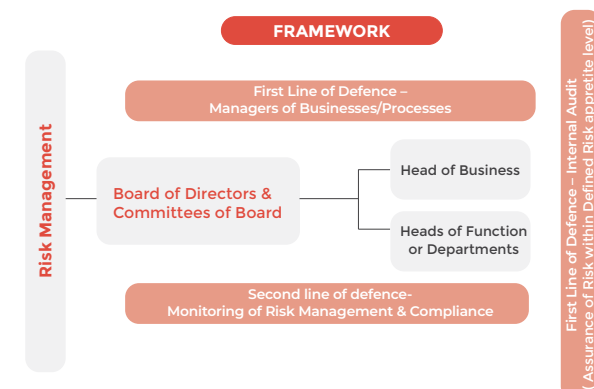 FRAMEWORK
First Line of Defence –
Managers of Businesses/Processes
Risk Management
Board of Directors &
Committees of Board
Head of Business
Heads of Function
or Departments
Second line of defence-
Monitoring of Risk Management & Compliance
First Line of Defence – Internal Audit
( Assurance of Risk within Defined Risk appretite level)